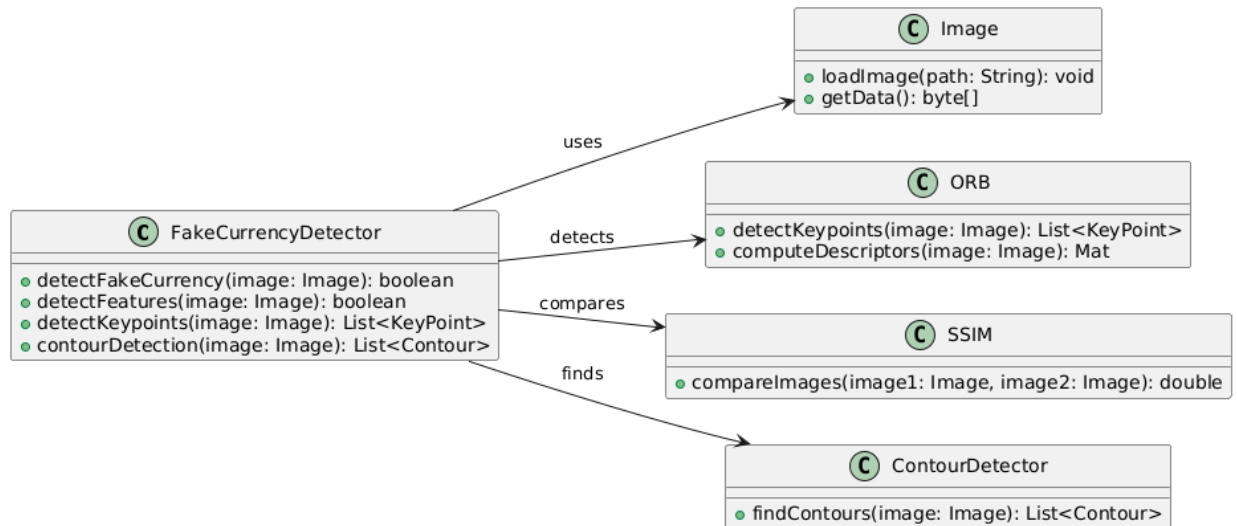 C Image
loadImage(path: String): void
getData(): byte[]
uses
C ORB
detectKeypoints(image: Image): List<KeyPoint>
computeDescriptors(image: Image): Mat
C FakeCurrencyDetector
detectFakeCurrency(image: Image): boolean
detectFeatures(image: Image): boolean
detectKeypoints(image: Image): List<KeyPoint>
contourDetection(image: Image): List<Contour>
detects
compares
C SSIM
compareImages(image1: Image, image2: Image): double
finds
C ContourDetector
findContours(image: Image): List<Contour>